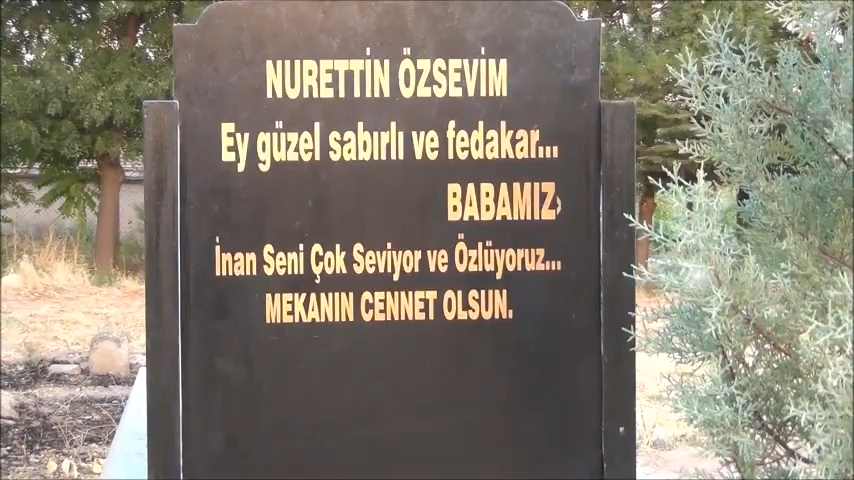 NURETTİN ÖZSEVİM
Ey güzel sabırlı ve fedakar...
BABAMIZ
İnan Seni Çok Seviyor ve Özlüyoruz...
MEKANIN CENNET OLSUN.